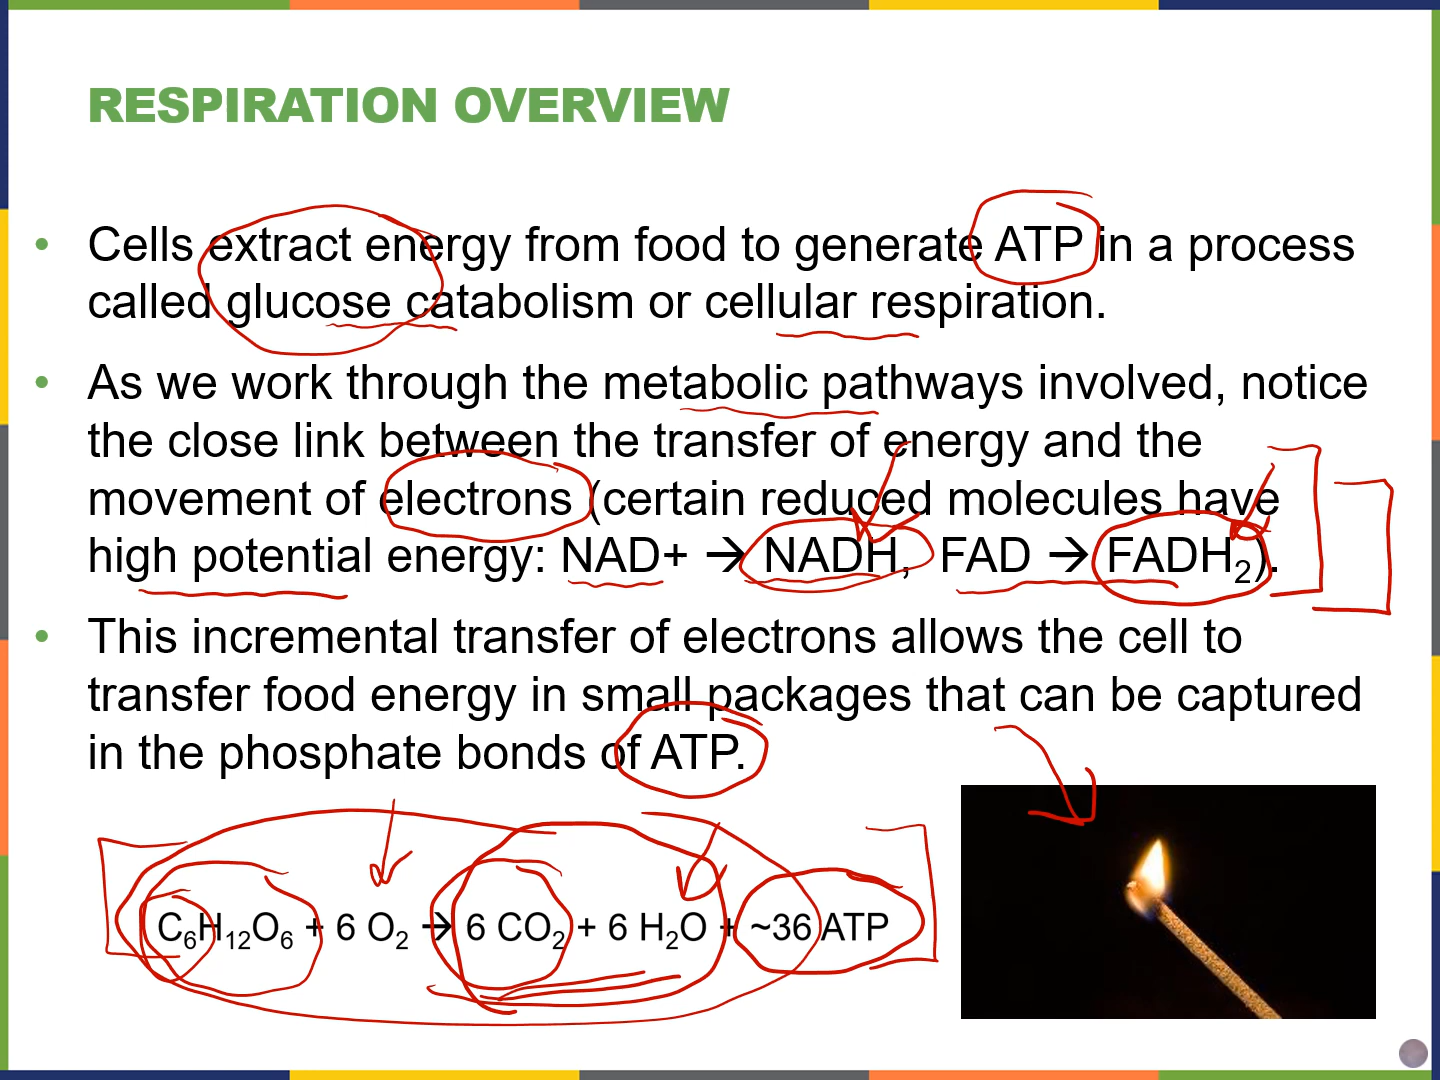 RESPIRATION OVERVIEW
• Cells extract energy from food to generate ATP in a process
called glucose catabolism or cellular respiration.
• As we work through the metabolic pathways involved, notice
the close link between the transfer of energy and the
movement of electrons (certain reduced molecules have
high potential energy: NAD+ → NADH, FAD → FADH₂).
• This incremental transfer of electrons allows the cell to
transfer food energy in small packages that can be captured
in the phosphate bonds of ATP.
C₆H₁₂O₆ + 6 O₂ → 6 CO₂ + 6 H₂O + ~36 ATP